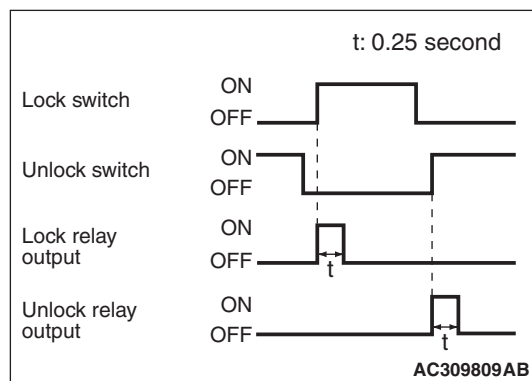 t: 0.25 second
Lock switch
ON
OFF
Unlock switch
ON
OFF
Lock relay
output
ON
OFF
t
Unlock relay
output
ON
OFF
t
AC309809AB